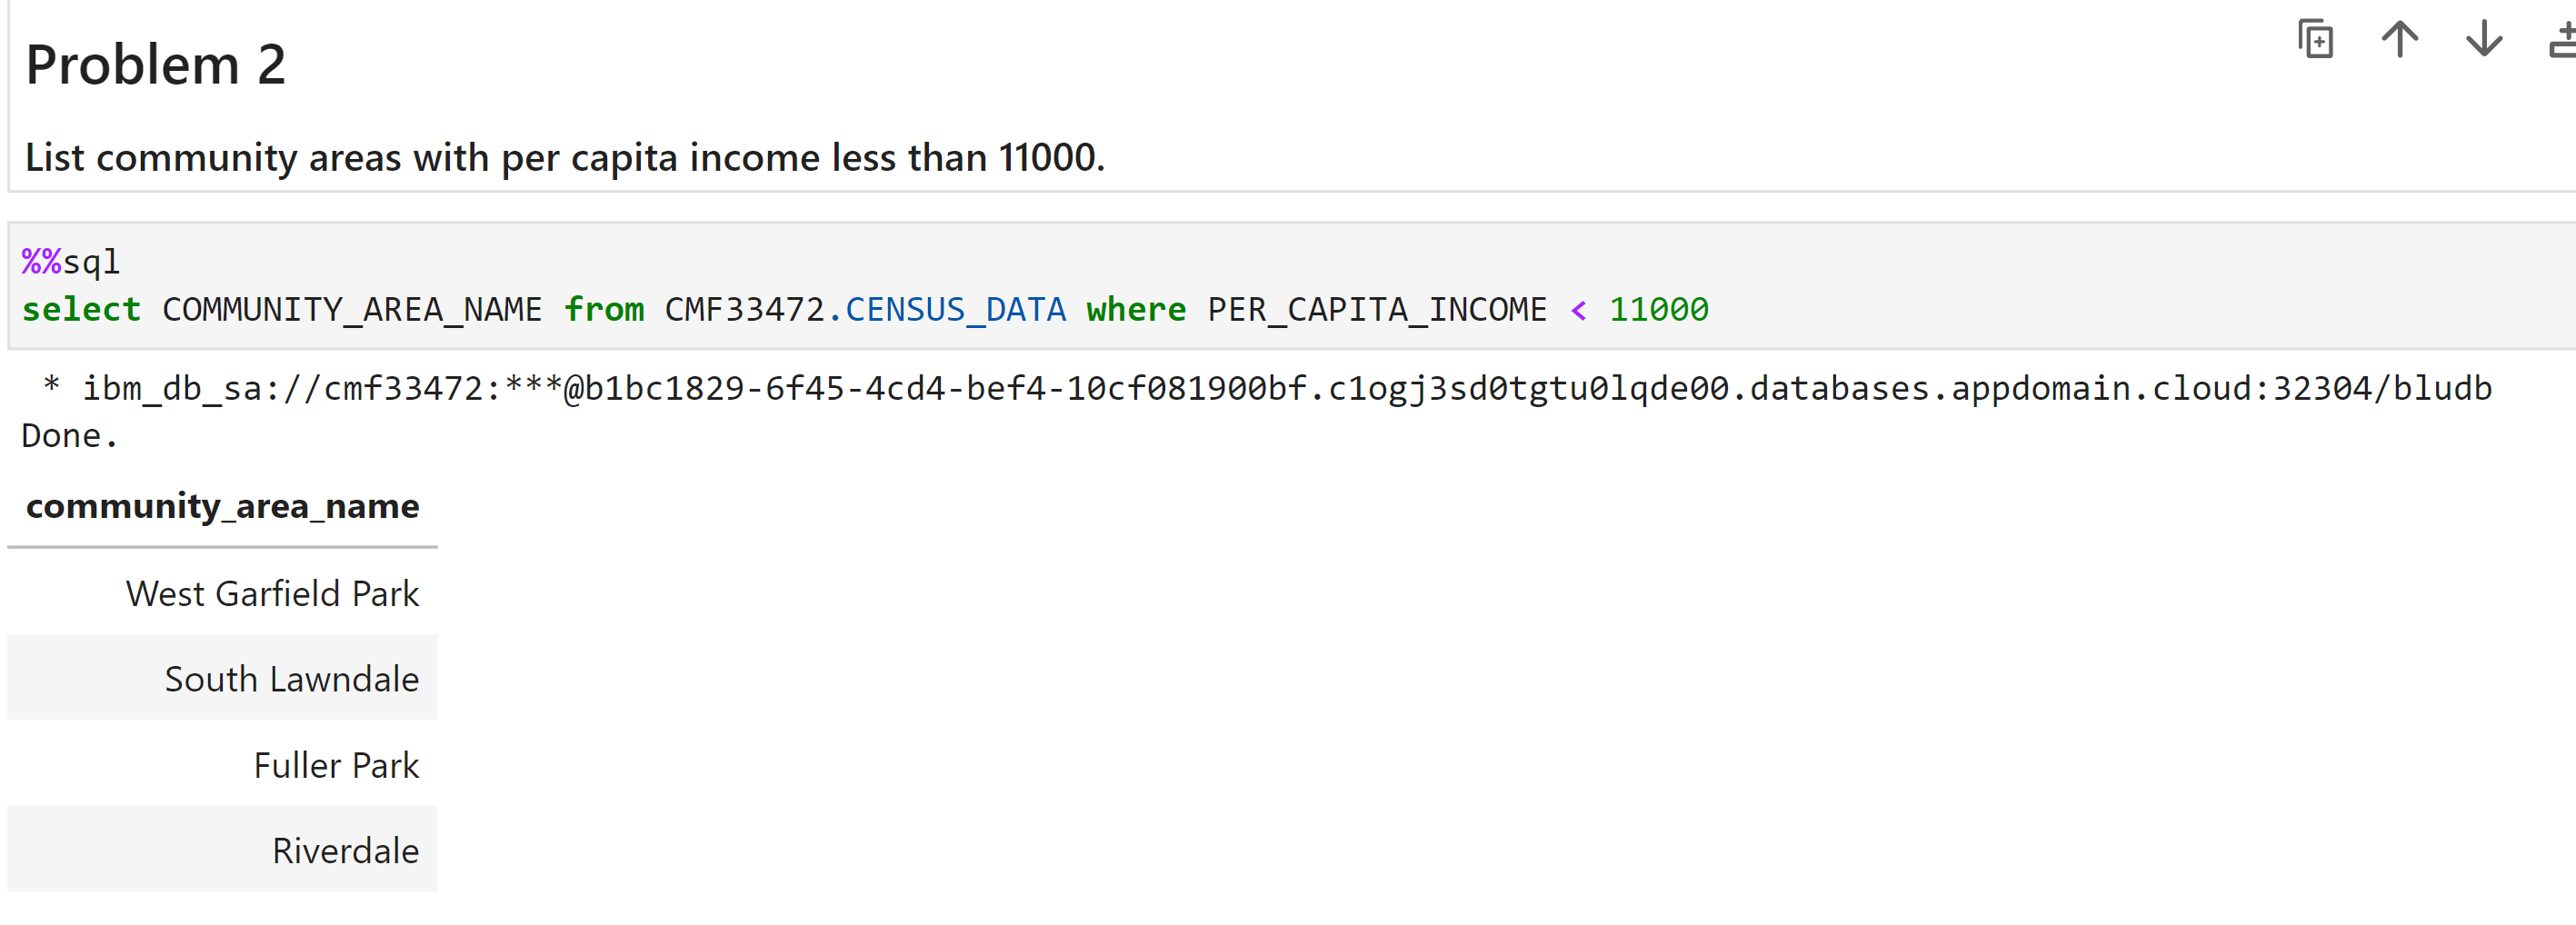 Problem 2
List community areas with per capita income less than 11000.
%%sql
select COMMUNITY_AREA_NAME from CMF33472.CENSUS_DATA where PER_CAPITA_INCOME < 11000
* ibm_db_sa://cmf33472:***@b1bc1829-6f45-4cd4-bef4-10cf081900bf.c1ogj3sd0tgtu0lqde00.databases.appdomain.cloud:32304/bludb
Done.
community_area_name
West Garfield Park
South Lawndale
Fuller Park
Riverdale